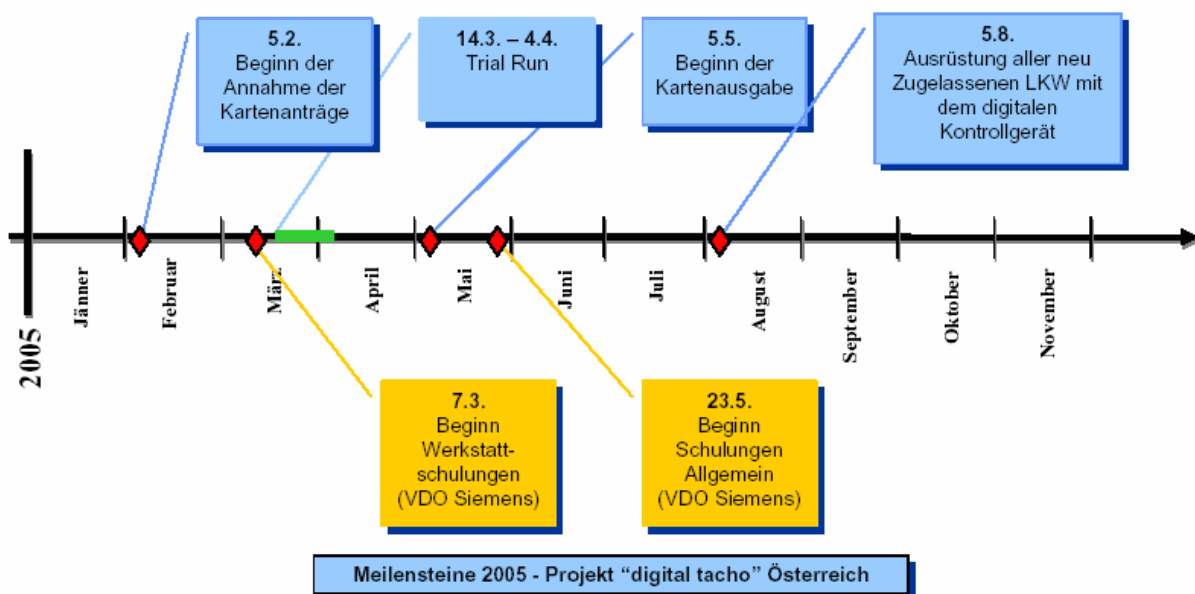 5.2.
Beginn der
Annahme der
Kartenanträge
14.3. – 4.4.
Trial Run
5.5.
Beginn der
Kartenausgabe
5.8.
Ausrüstung aller neu
Zugelassenen LKW mit
dem digitalen
Kontrollgerät
2005
Jänner
Februar
März
April
Mai
Juni
Juli
August
September
Oktober
November
7.3.
Beginn
Werkstatt-
schulungen
(VDO Siemens)
23.5.
Beginn
Schulungen
Allgemein
(VDO Siemens)
Meilensteine 2005 - Projekt “digital tacho” Österreich